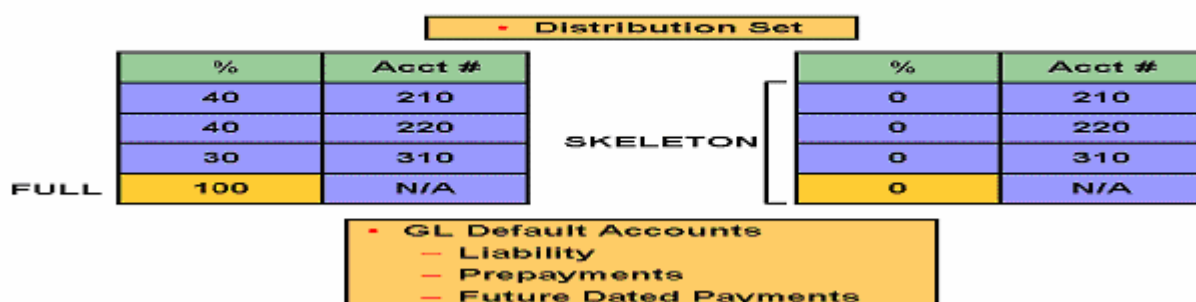 • Distribution Set
% Acct #
40 210
40 220
30 310
FULL 100 N/A
SKELETON
% Acct #
0 210
0 220
0 310
0 N/A
• GL Default Accounts
– Liability
– Prepayments
– Future Dated Payments